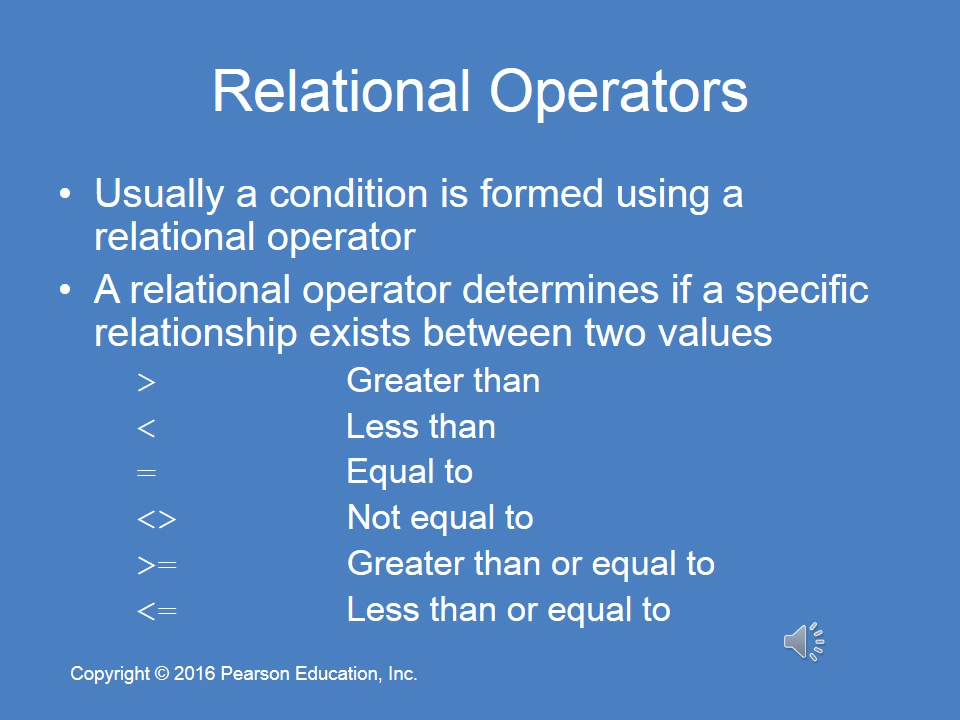 Relational Operators
• Usually a condition is formed using a
relational operator
• A relational operator determines if a specific
relationship exists between two values
> Greater than
< Less than
= Equal to
<> Not equal to
>= Greater than or equal to
<= Less than or equal to
Copyright © 2016 Pearson Education, Inc.